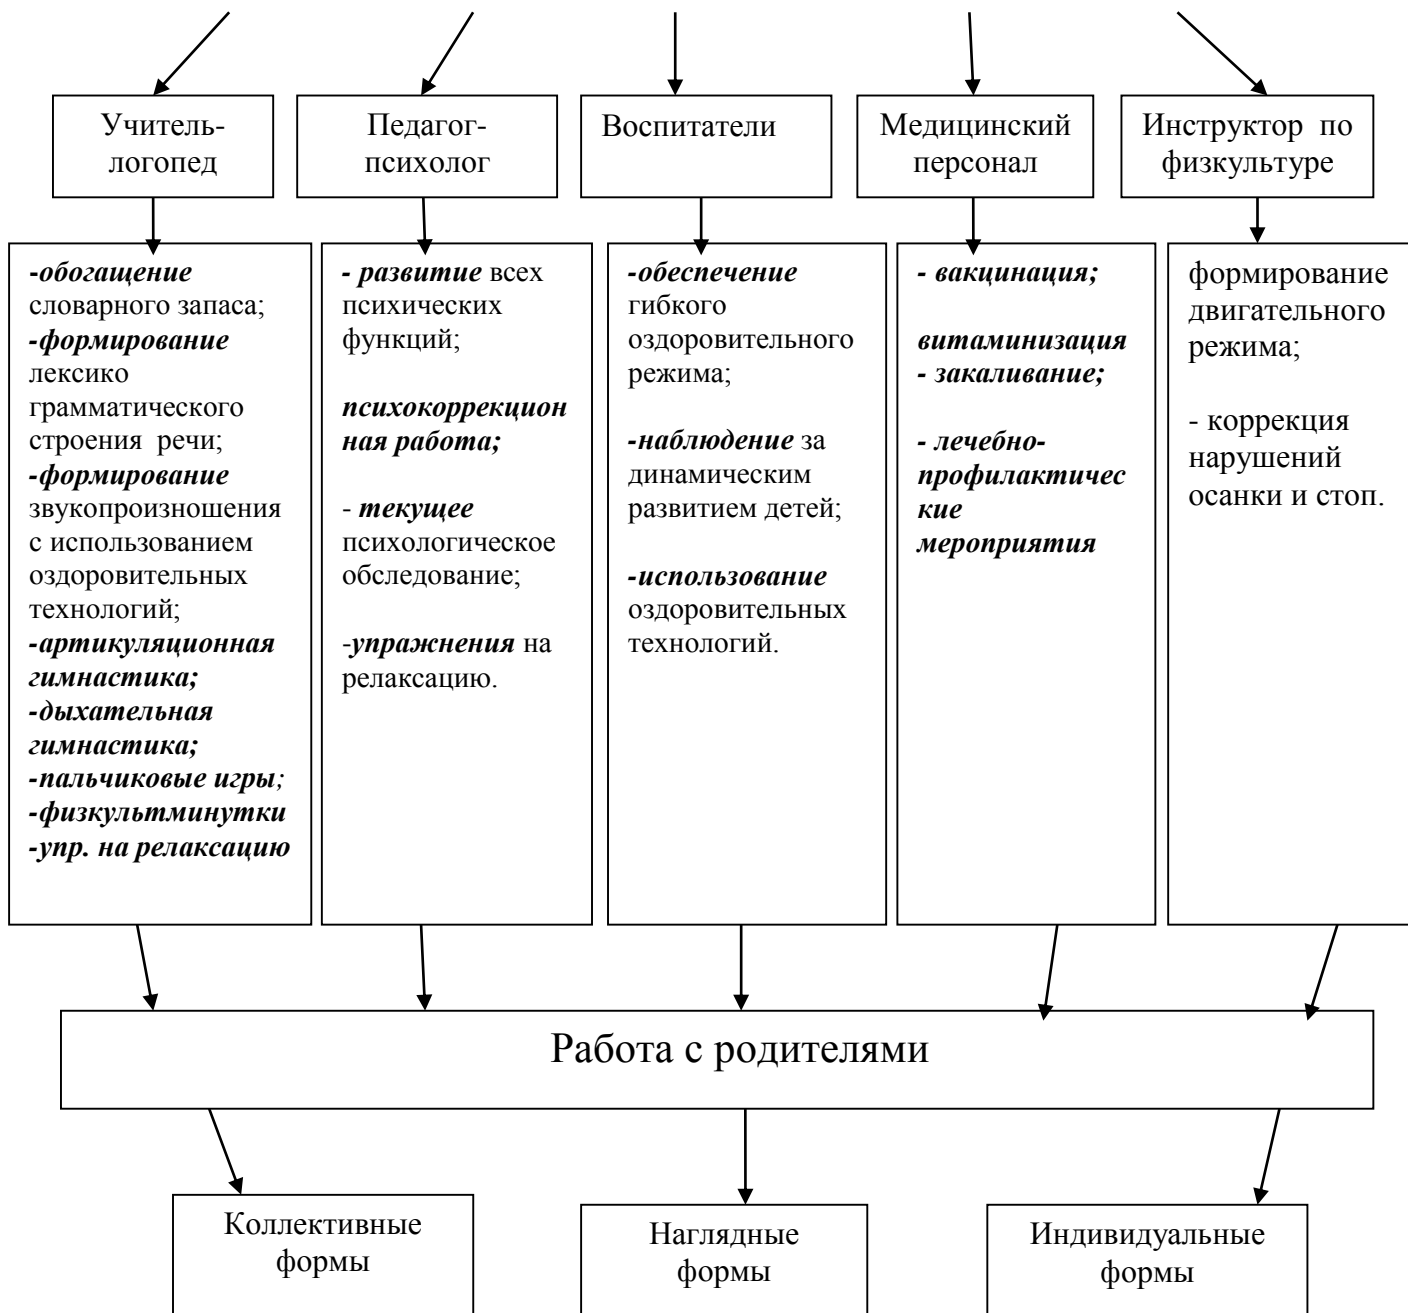 Учитель-
логопед
Педагог-
психолог
Воспитатели
Медицинский
персонал
Инструктор по
физкультуре
-обогащение
словарного запаса;
-формирование
лексико
грамматического
строения речи;
-формирование
звукопроизношения
с использованием
оздоровительных
технологий;
-артикуляционная
гимнастика;
-дыхательная
гимнастика;
-пальчиковые игры;
-физкультминутки
-упр. на релаксацию
- развитие всех
психических
функций;
психокоррекцион
ная работа;
- текущее
психологическое
обследование;
-упражнения на
релаксацию.
-обеспечение
гибкого
оздоровительного
режима;
-наблюдение за
динамическим
развитием детей;
-использование
оздоровительных
технологий.
- вакцинация;
витаминизация
- закаливание;
- лечебно-
профилактичес
кие
мероприятия
формирование
двигательного
режима;
- коррекция
нарушений
осанки и стоп.
Работа с родителями
Коллективные
формы
Наглядные
формы
Индивидуальные
формы